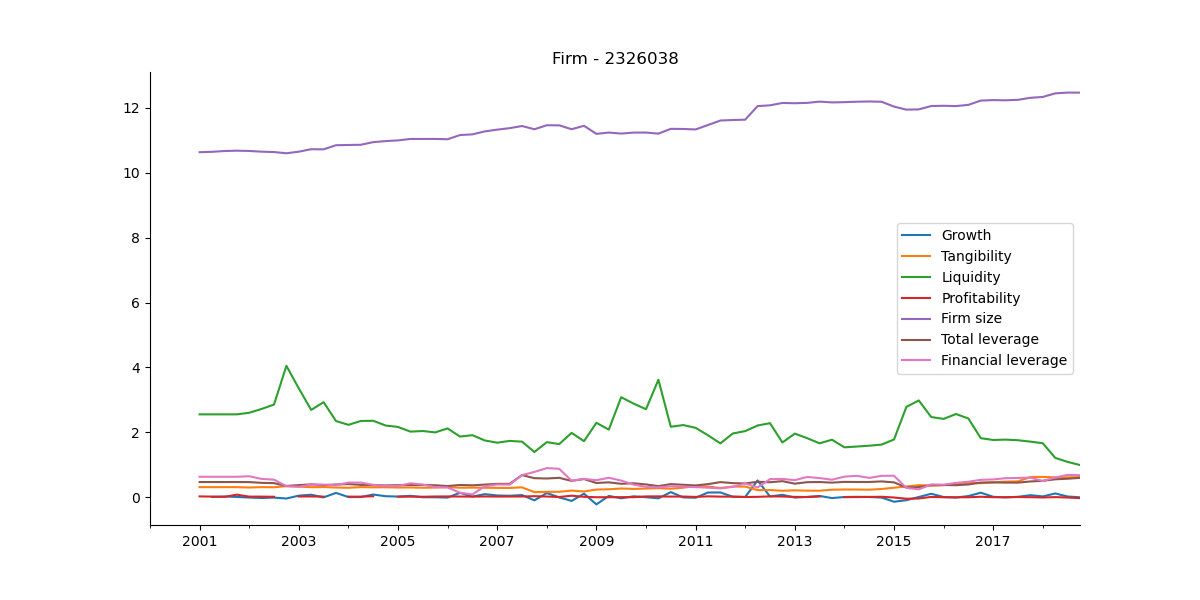 Firm - 2326038
12
10
8
6
4
2
0
2001 2003 2005 2007 2009 2011 2013 2015 2017
Growth
Tangibility
Liquidity
Profitability
Firm size
Total leverage
Financial leverage